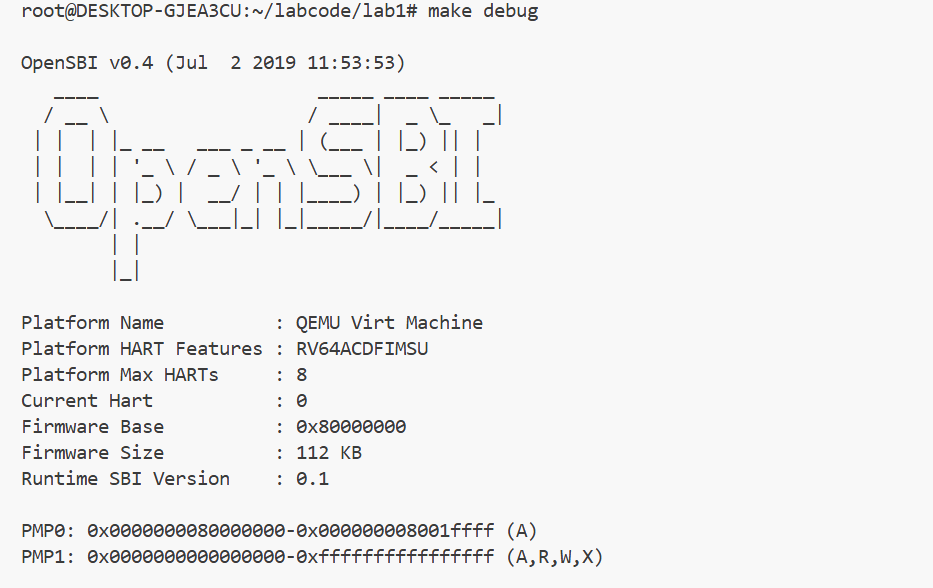 root@DESKTOP-GJEA3CU:~/labcode/lab1# make debug

OpenSBI v0.4 (Jul  2 2019 11:53:53)
   ____                    _____ ____ _____
  / __ \                  / ____|  _ \_   _|
 | |  | |_ __   ___ _ __ | (___ | |_) || |
 | |  | | '_ \ / _ \ '_ \ \___ \|  _ < | |
 | |__| | |_) |  __/ | | |____) | |_) || |_
  \____/| .__/ \___|_| |_|_____/|____/_____|
        | |
        |_|

Platform Name          : QEMU Virt Machine
Platform HART Features : RV64ACDFIMSU
Platform Max HARTs     : 8
Current Hart           : 0
Firmware Base          : 0x80000000
Firmware Size          : 112 KB
Runtime SBI Version    : 0.1

PMP0: 0x0000000080000000-0x000000008001ffff (A)
PMP1: 0x0000000000000000-0xffffffffffffffff (A,R,W,X)